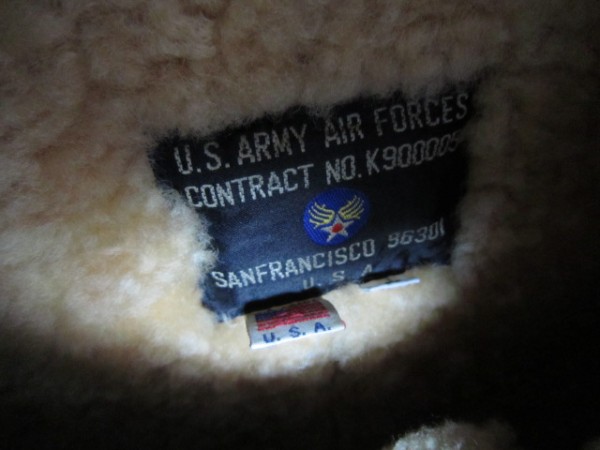 U.S. ARMY AIR FORCES
CONTRACT NO. K900005
SANFRANCISCO 96301
U. S. A.
U. S. A.